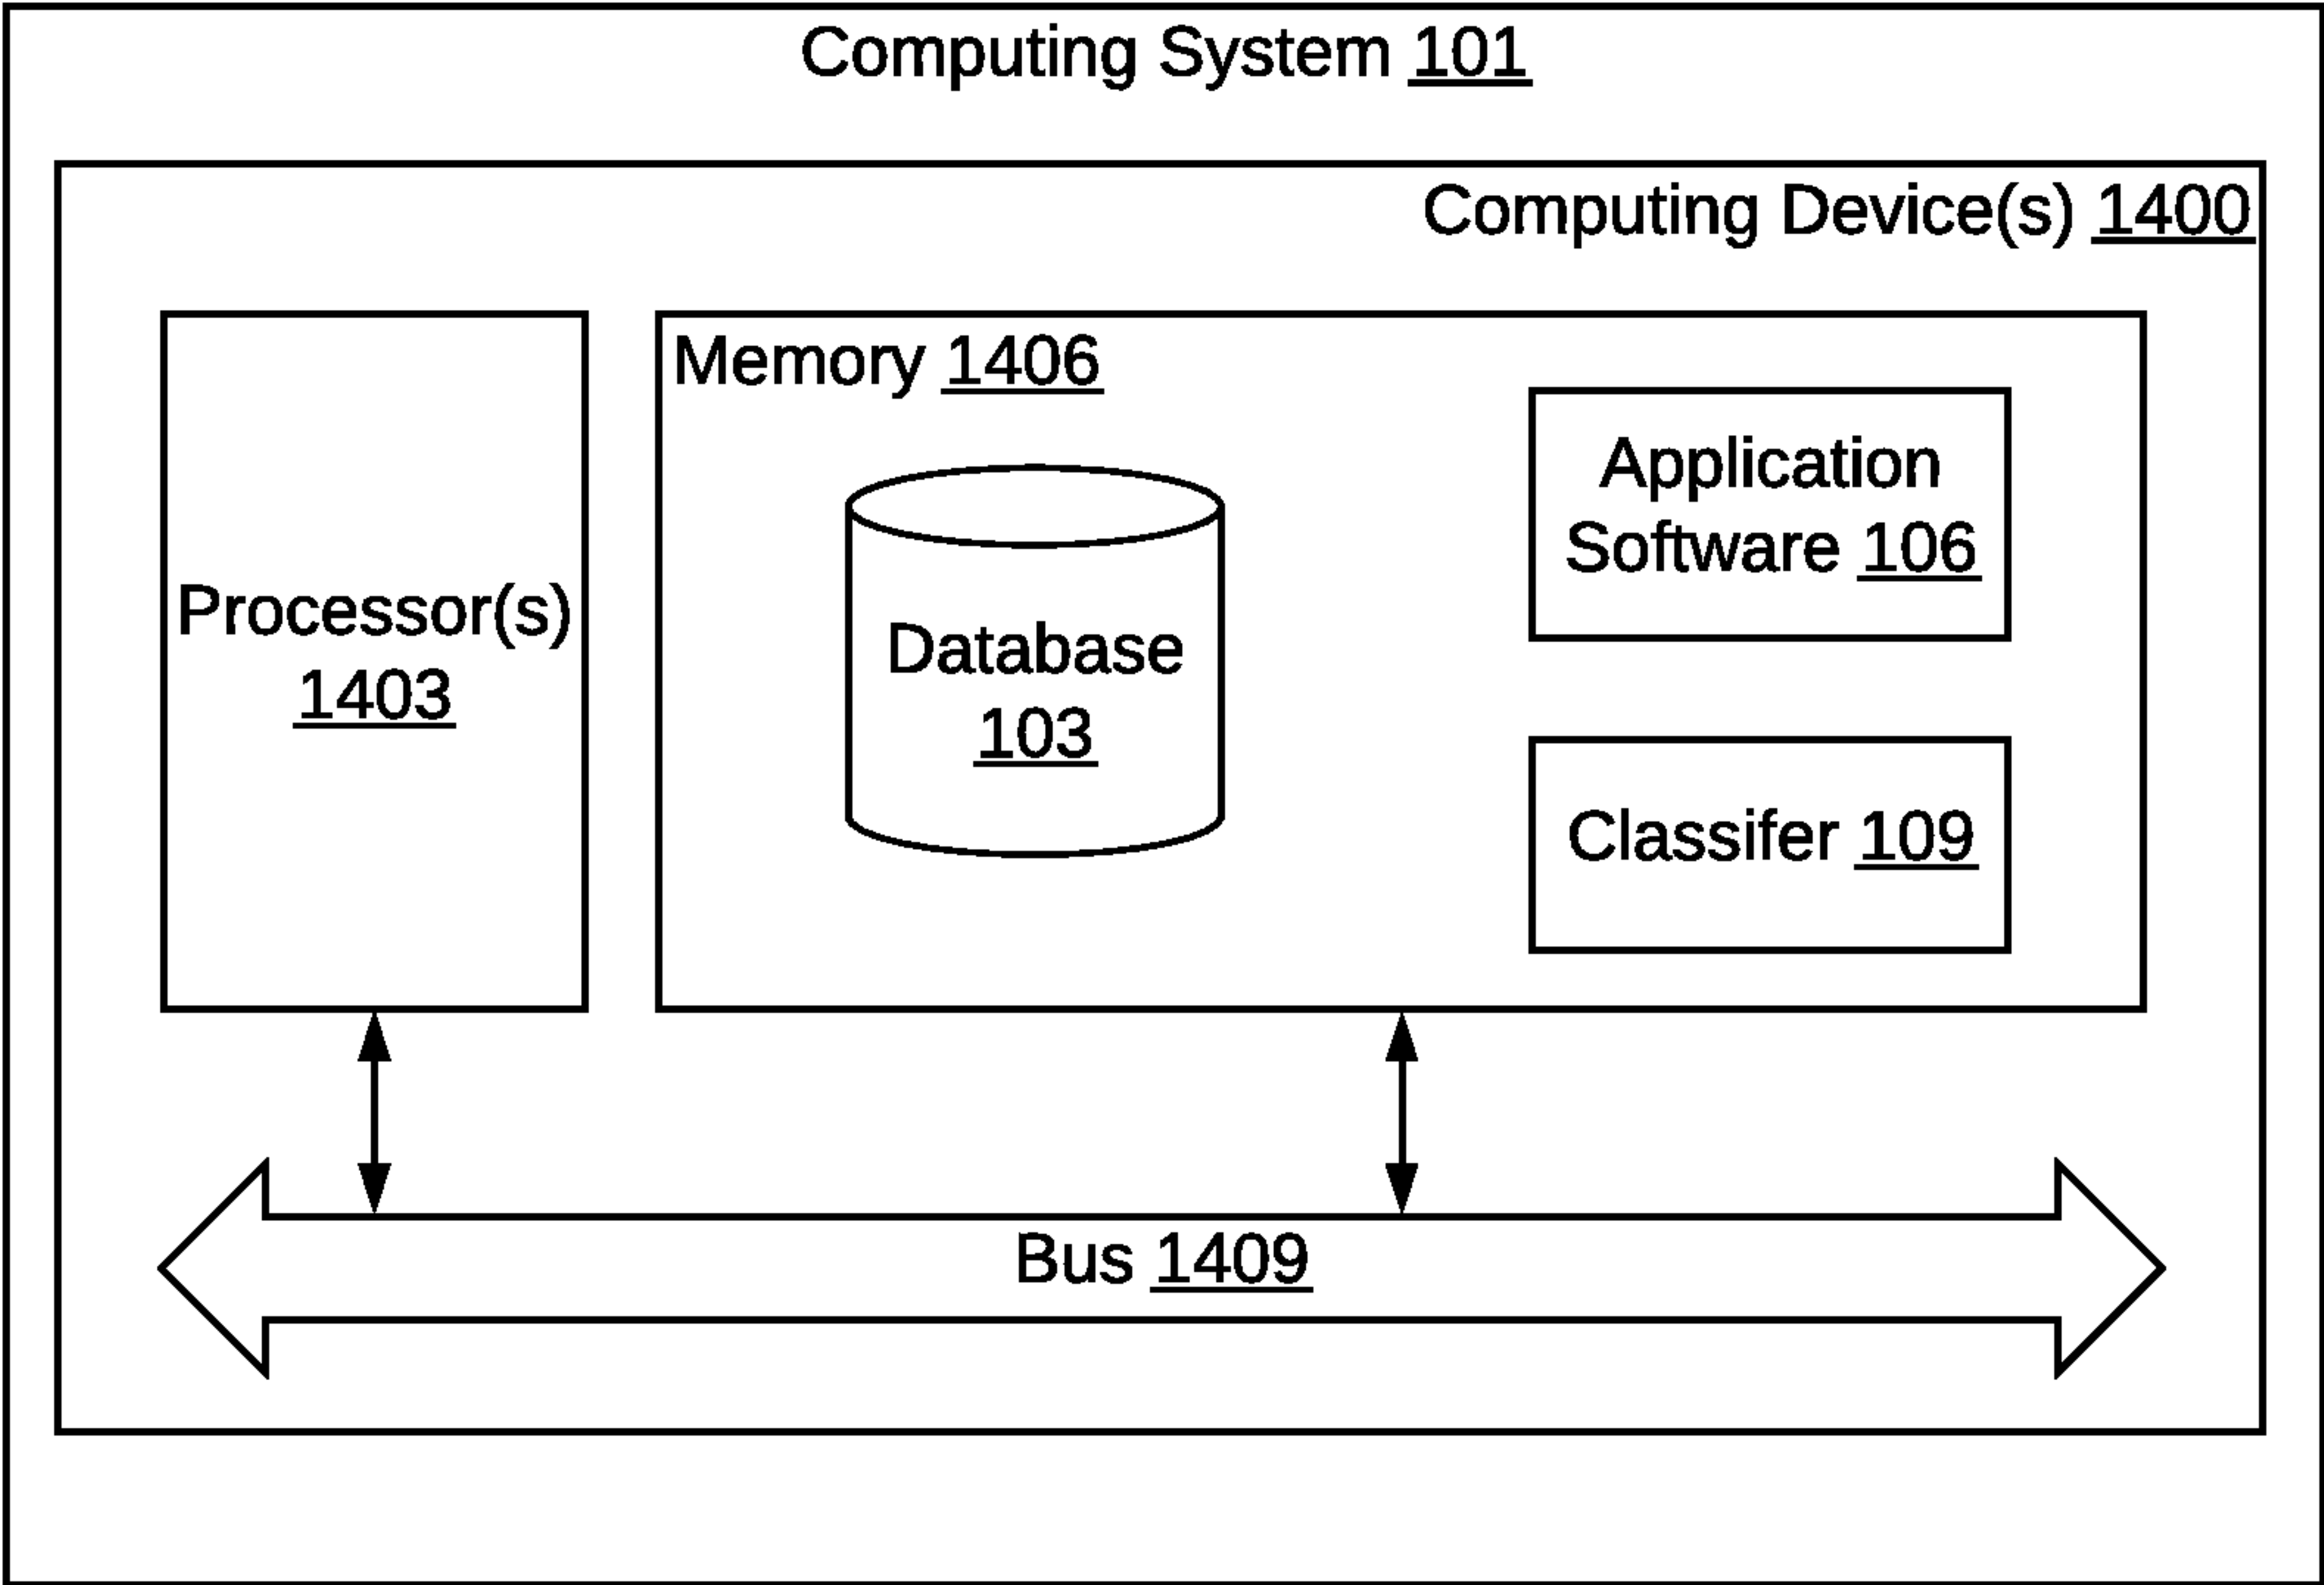 Computing System 101
Computing Device(s) 1400
Processor(s)
1403
Memory 1406
Database
103
Application
Software 106
Classifer 109
Bus 1409